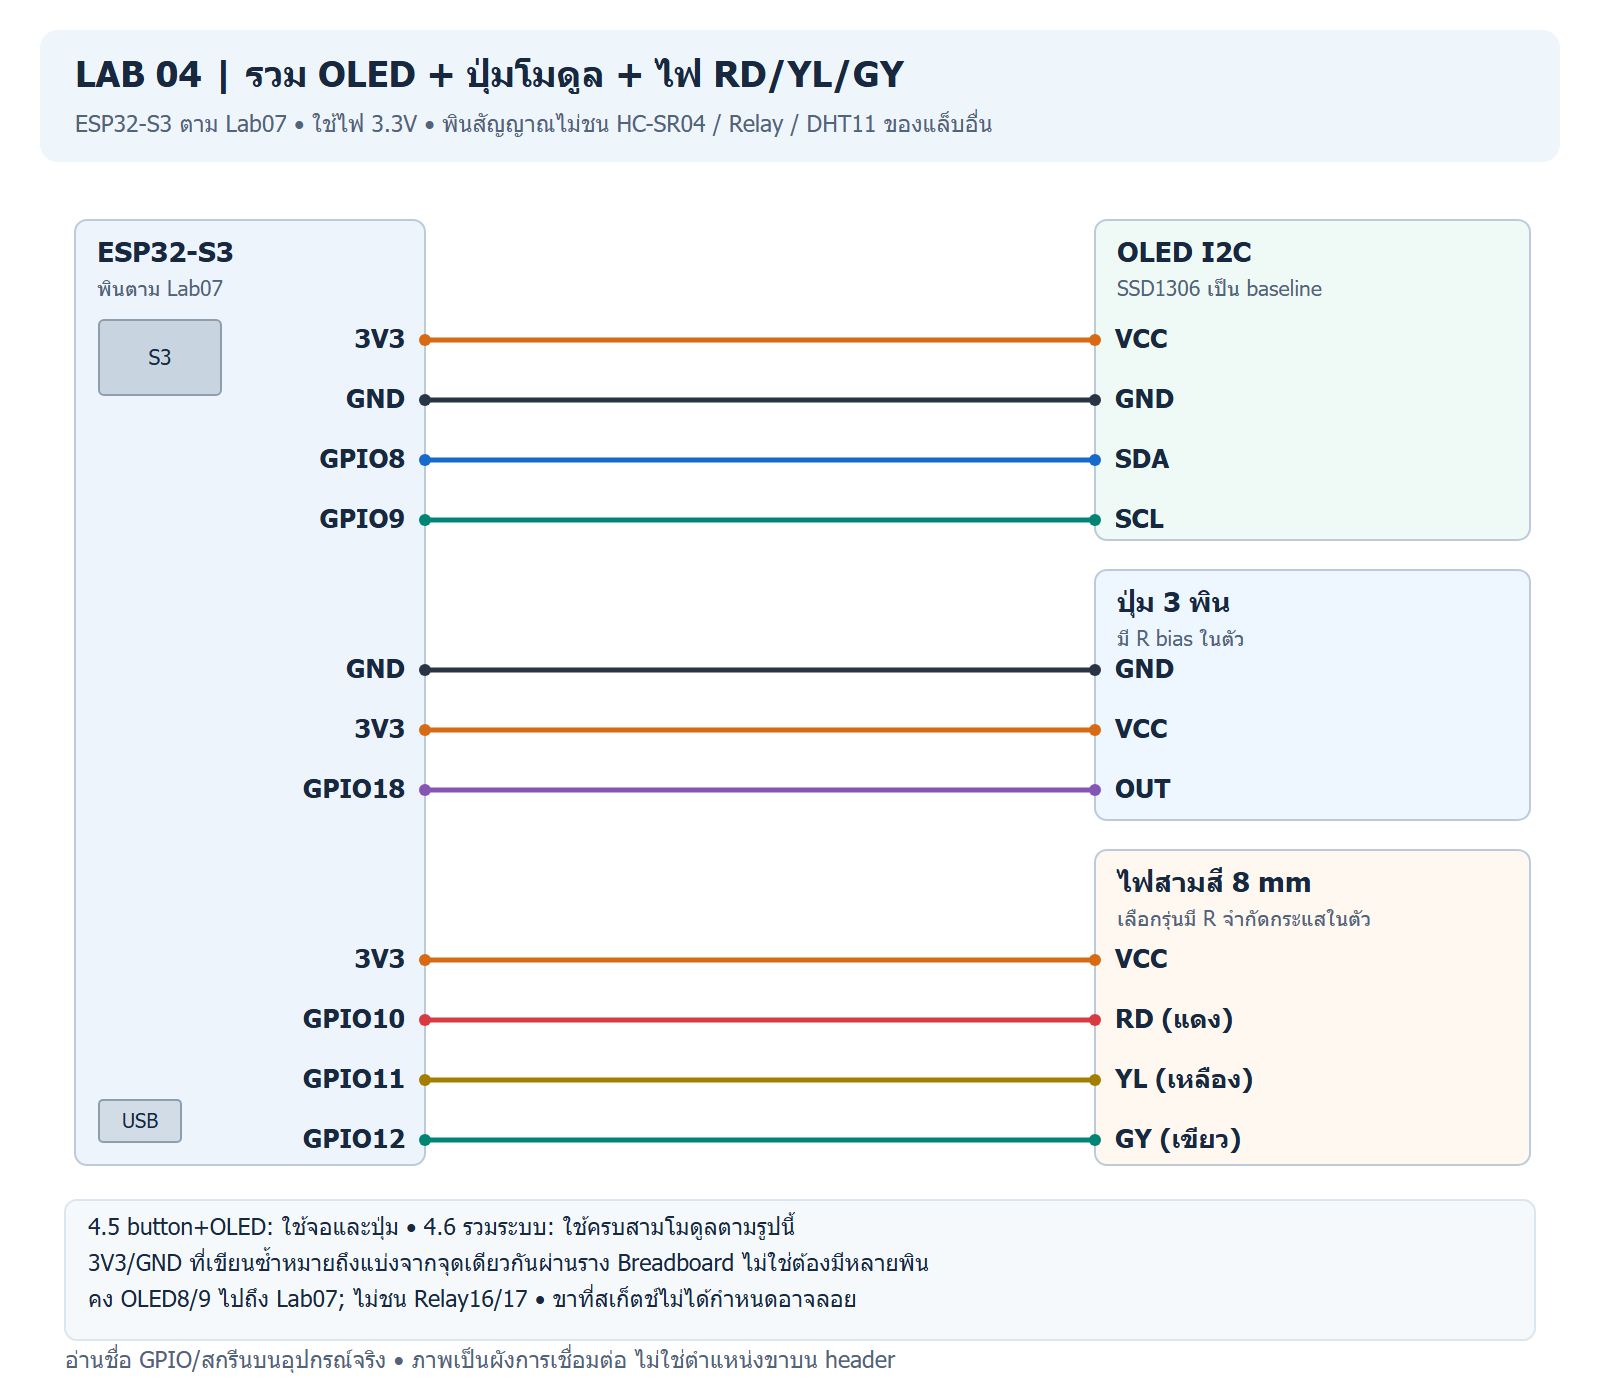 LAB 04 | รวม OLED + ปุ่มโมดูล + ไฟ RD/YL/GY
ESP32-S3 ตาม Lab07 • ใช้ไฟ 3.3V • พินสัญญาณไม่ชน HC-SR04 / Relay / DHT11 ของแล็บอื่น
ESP32-S3
พินตาม Lab07
S3
3V3
GND
GPIO8
GPIO9
GND
3V3
GPIO18
3V3
GPIO10
GPIO11
GPIO12
USB
OLED I2C
SSD1306 เป็น baseline
VCC
GND
SDA
SCL
ปุ่ม 3 พิน
มี R bias ในตัว
GND
VCC
OUT
ไฟสามสี 8 mm
เลือกรุ่นมี R จำกัดกระแสในตัว
VCC
RD (แดง)
YL (เหลือง)
GY (เขียว)
4.5 button+OLED: ใช้จอและปุ่ม • 4.6 รวมระบบ: ใช้ครบสามโมดูลตามรูปนี้
3V3/GND ที่เขียนซ้ำหมายถึงแบ่งจากจุดเดียวกันผ่านราง Breadboard ไม่ใช่ต้องมีหลายพิน
คง OLED8/9 ไปถึง Lab07; ไม่ชน Relay16/17 • ขาที่สเก็ตช์ไม่ได้กำหนดอาจลอย
อ่านชื่อ GPIO/สกรีนบนอุปกรณ์จริง • ภาพเป็นผังการเชื่อมต่อ ไม่ใช่ตำแหน่งขาบน header